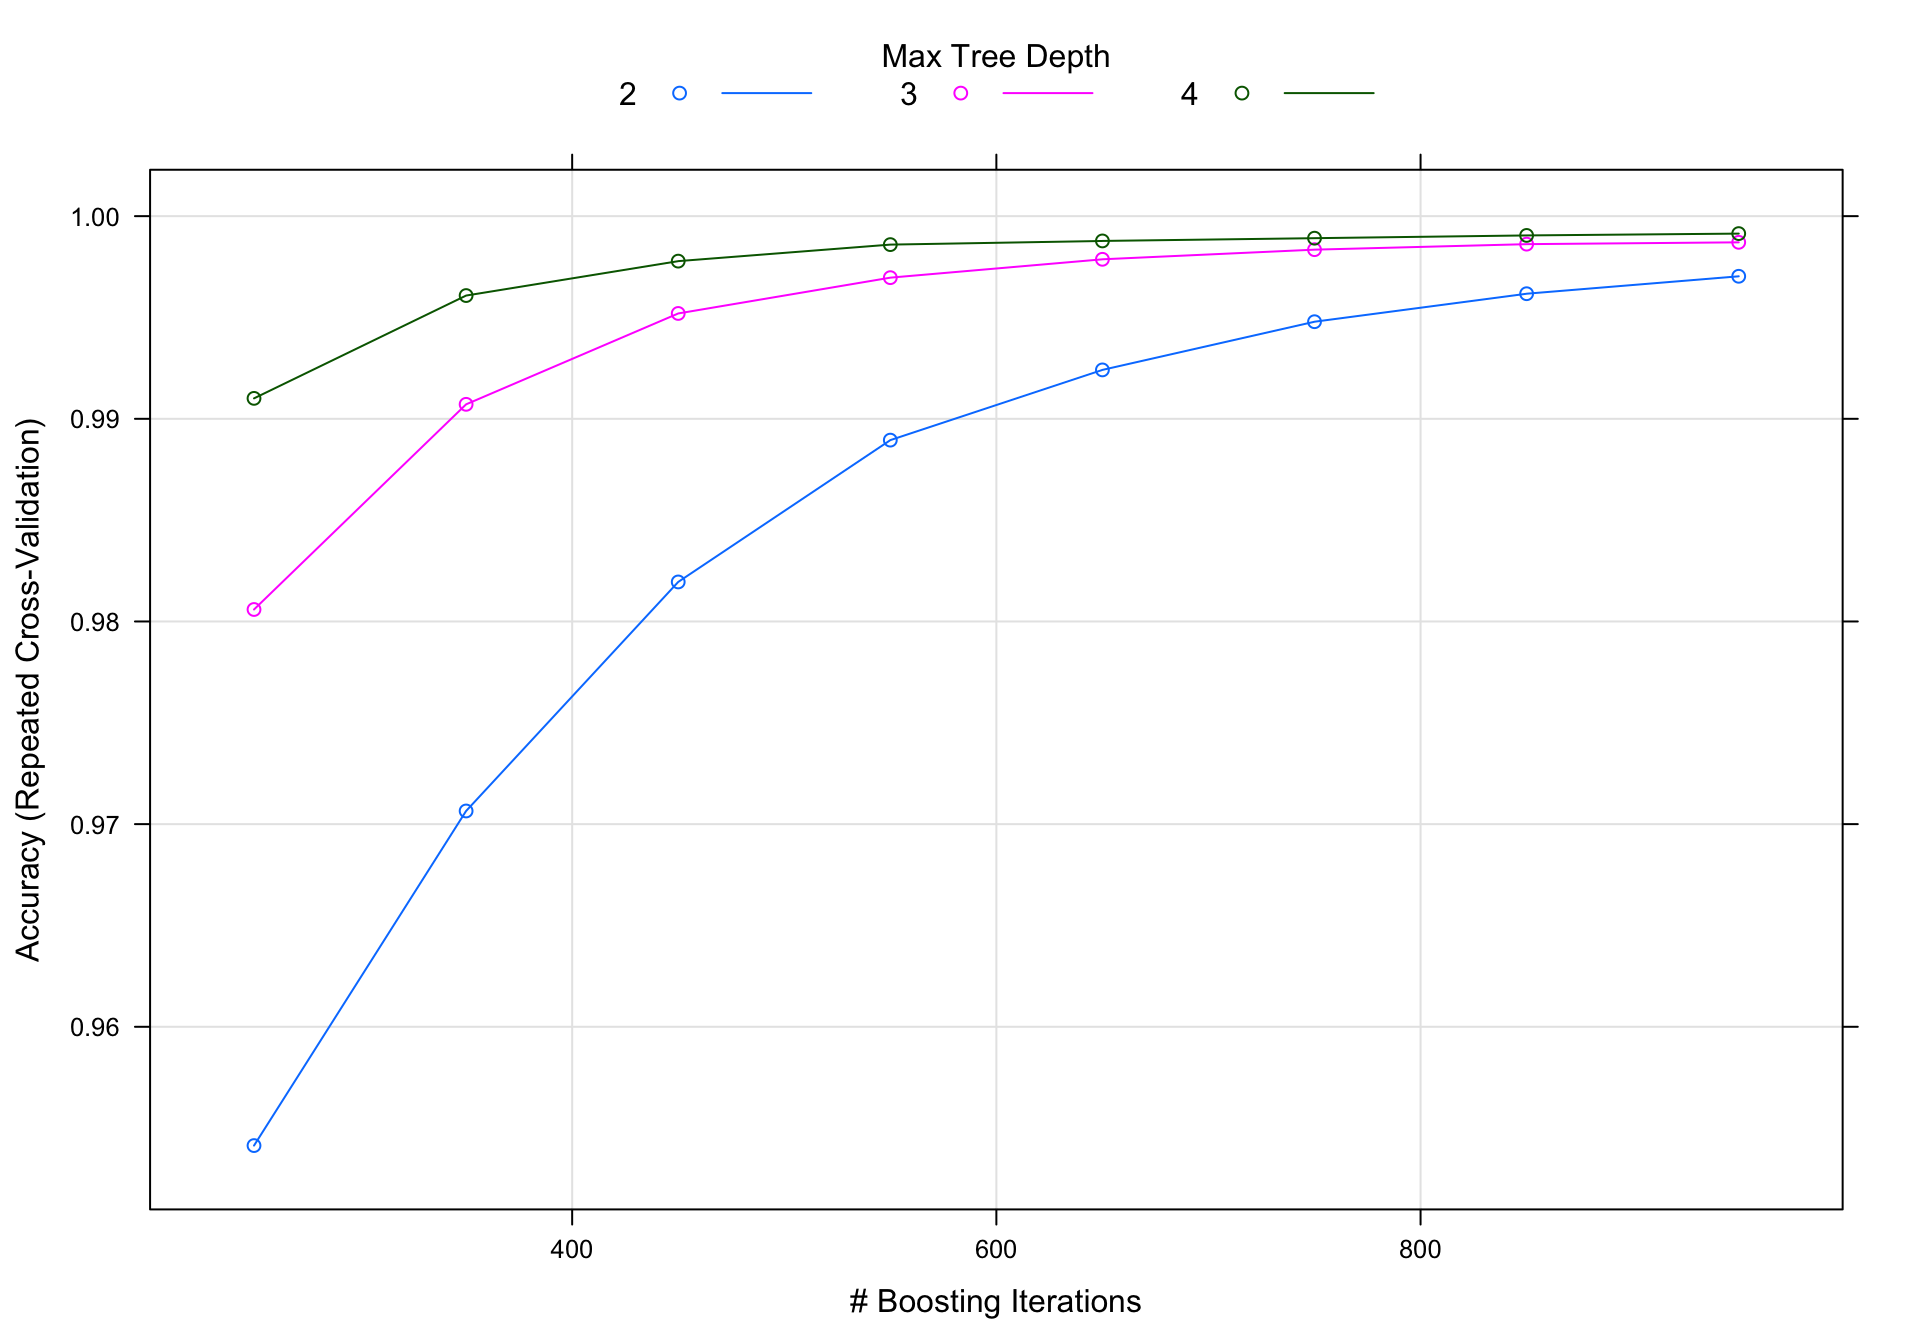 Max Tree Depth
2 3 4
1.00
0.99
0.98
0.97
0.96
Accuracy (Repeated Cross-Validation)
400 600 800
# Boosting Iterations